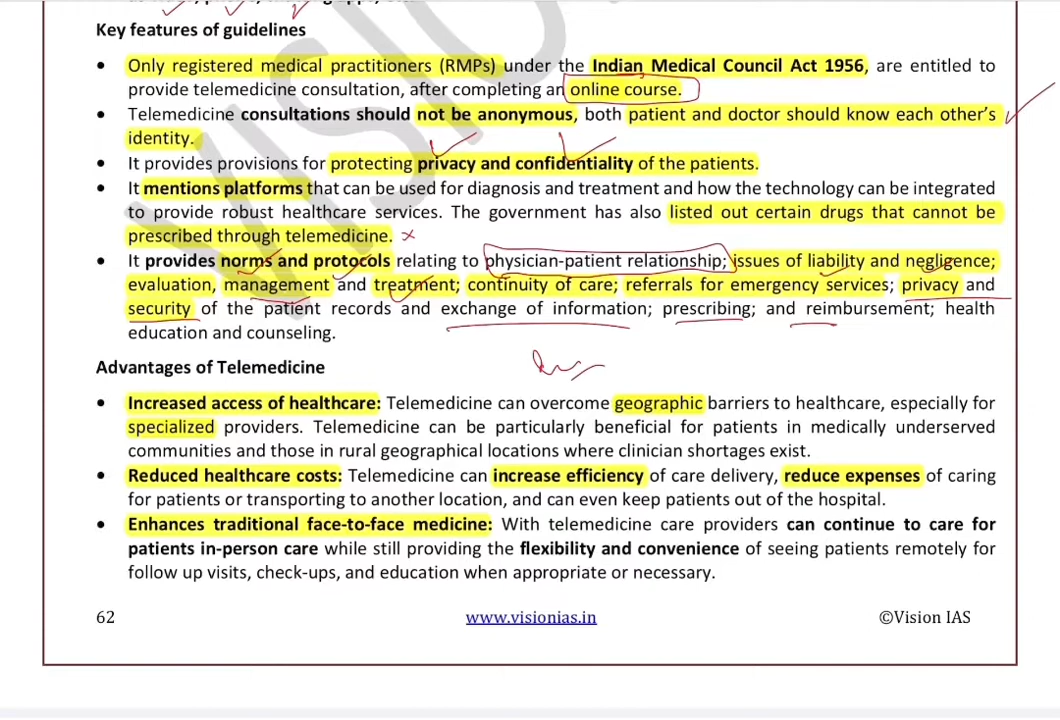 Key features of guidelines
• Only registered medical practitioners (RMPs) under the Indian Medical Council Act 1956, are entitled to
provide telemedicine consultation, after completing an online course.
• Telemedicine consultations should not be anonymous, both patient and doctor should know each other's
identity.
• It provides provisions for protecting privacy and confidentiality of the patients.
• It mentions platforms that can be used for diagnosis and treatment and how the technology can be integrated
to provide robust healthcare services. The government has also listed out certain drugs that cannot be
prescribed through telemedicine.
• It provides norms and protocols relating to physician-patient relationship; issues of liability and negligence;
evaluation, management and treatment; continuity of care; referrals for emergency services; privacy and
security of the patient records and exchange of information; prescribing; and reimbursement; health
education and counseling.
Advantages of Telemedicine
• Increased access of healthcare: Telemedicine can overcome geographic barriers to healthcare, especially for
specialized providers. Telemedicine can be particularly beneficial for patients in medically underserved
communities and those in rural geographical locations where clinician shortages exist.
• Reduced healthcare costs: Telemedicine can increase efficiency of care delivery, reduce expenses of caring
for patients or transporting to another location, and can even keep patients out of the hospital.
• Enhances traditional face-to-face medicine: With telemedicine care providers can continue to care for
patients in-person care while still providing the flexibility and convenience of seeing patients remotely for
follow up visits, check-ups, and education when appropriate or necessary.
62 www.visionias.in ©Vision IAS